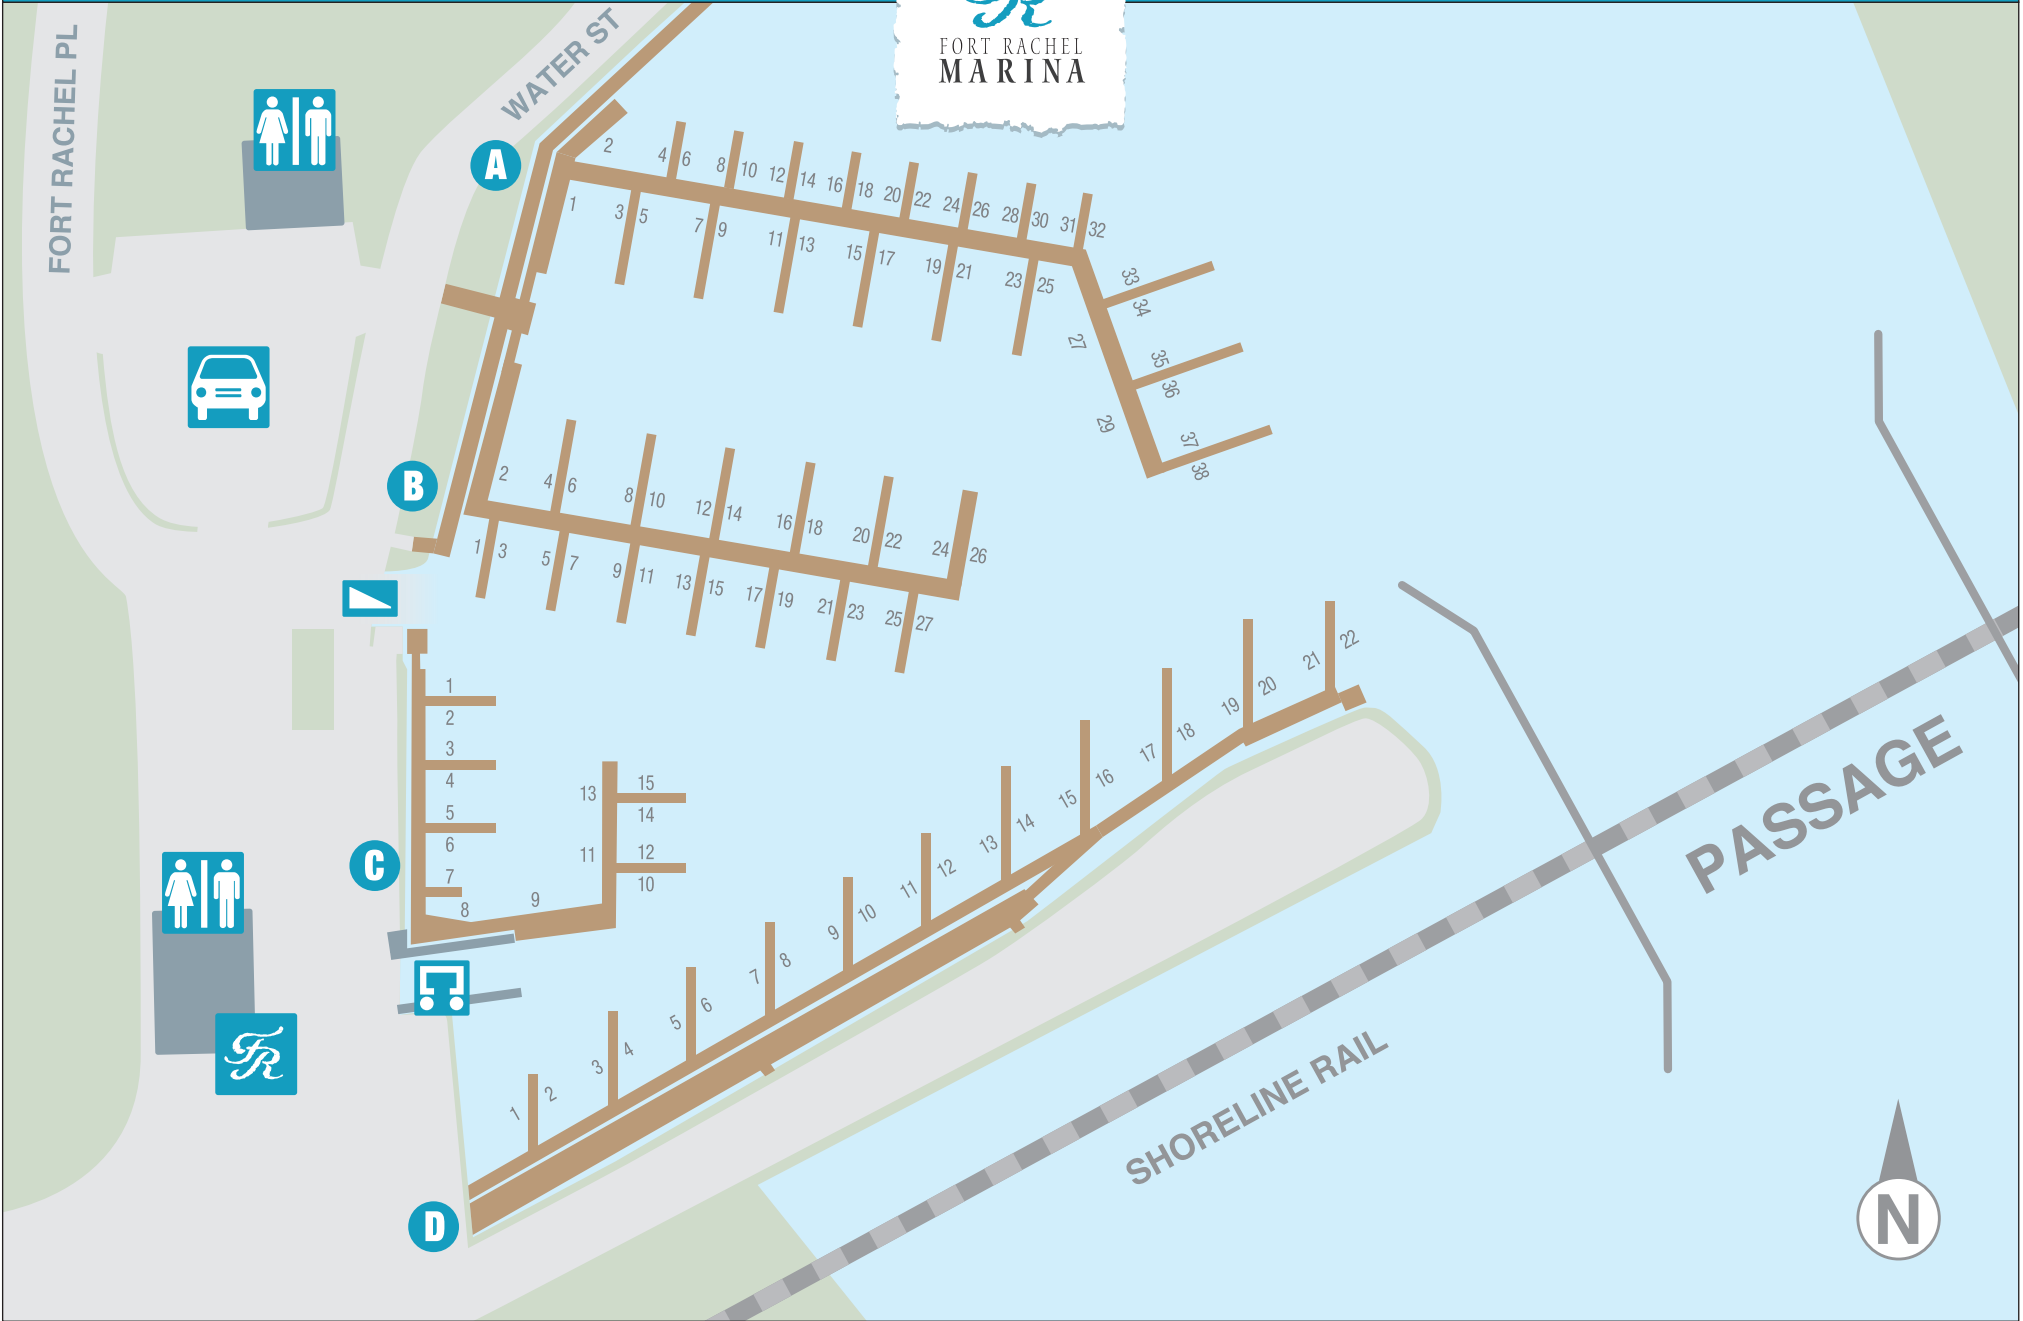 FORT RACHEL
MARINA
FORT RACHEL PL
WATER ST
A
2
4 6 8 10 12 14 16 18 20 22 24 26 28 30 31 32
1 3 5 7 9 11 13 15 17 19 21 23 25
33
34
27
35
36
29
37
38
B
2 4 6 8 10 12 14 16 18 20 22 24 26
1 3 5 7 9 11 13 15 17 19 21 23 25 27
C
1
2
3
4
5
6
7
8
9
13
15
14
11
12
10
D
1 2 3 4 5 6 7 8 9 10 11 12 13 14 15 16 17 18 19 20 21 22
FR
PASSAGE
SHORELINE RAIL
N